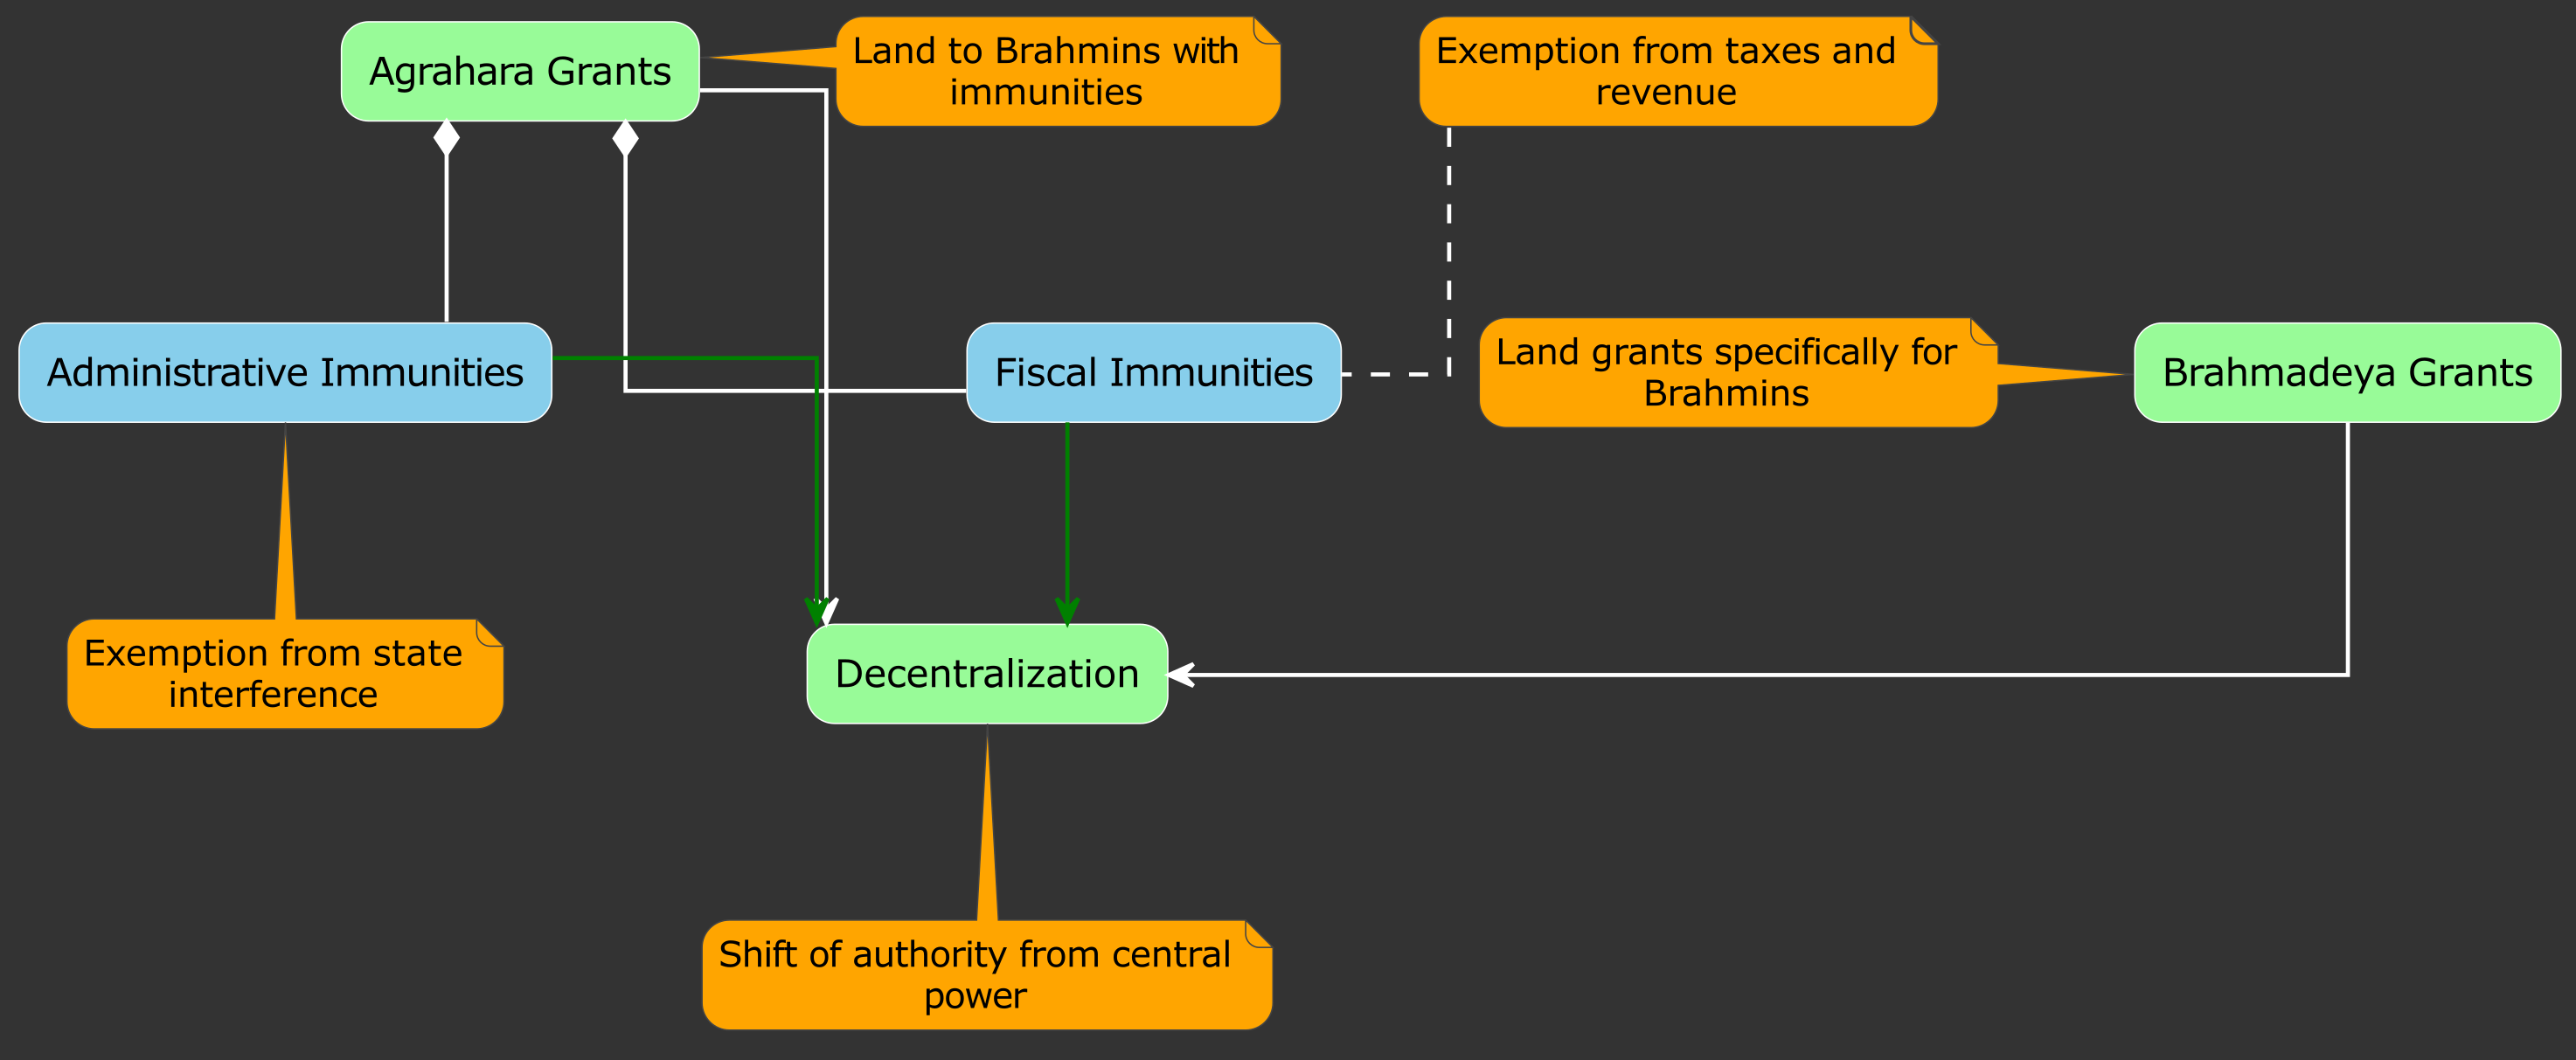 Agrahara Grants
Land to Brahmins with
immunities
Exemption from taxes and
revenue
Administrative Immunities
Fiscal Immunities
Land grants specifically for
Brahmins
Brahmadeya Grants
Exemption from state
interference
Decentralization
Shift of authority from central
power